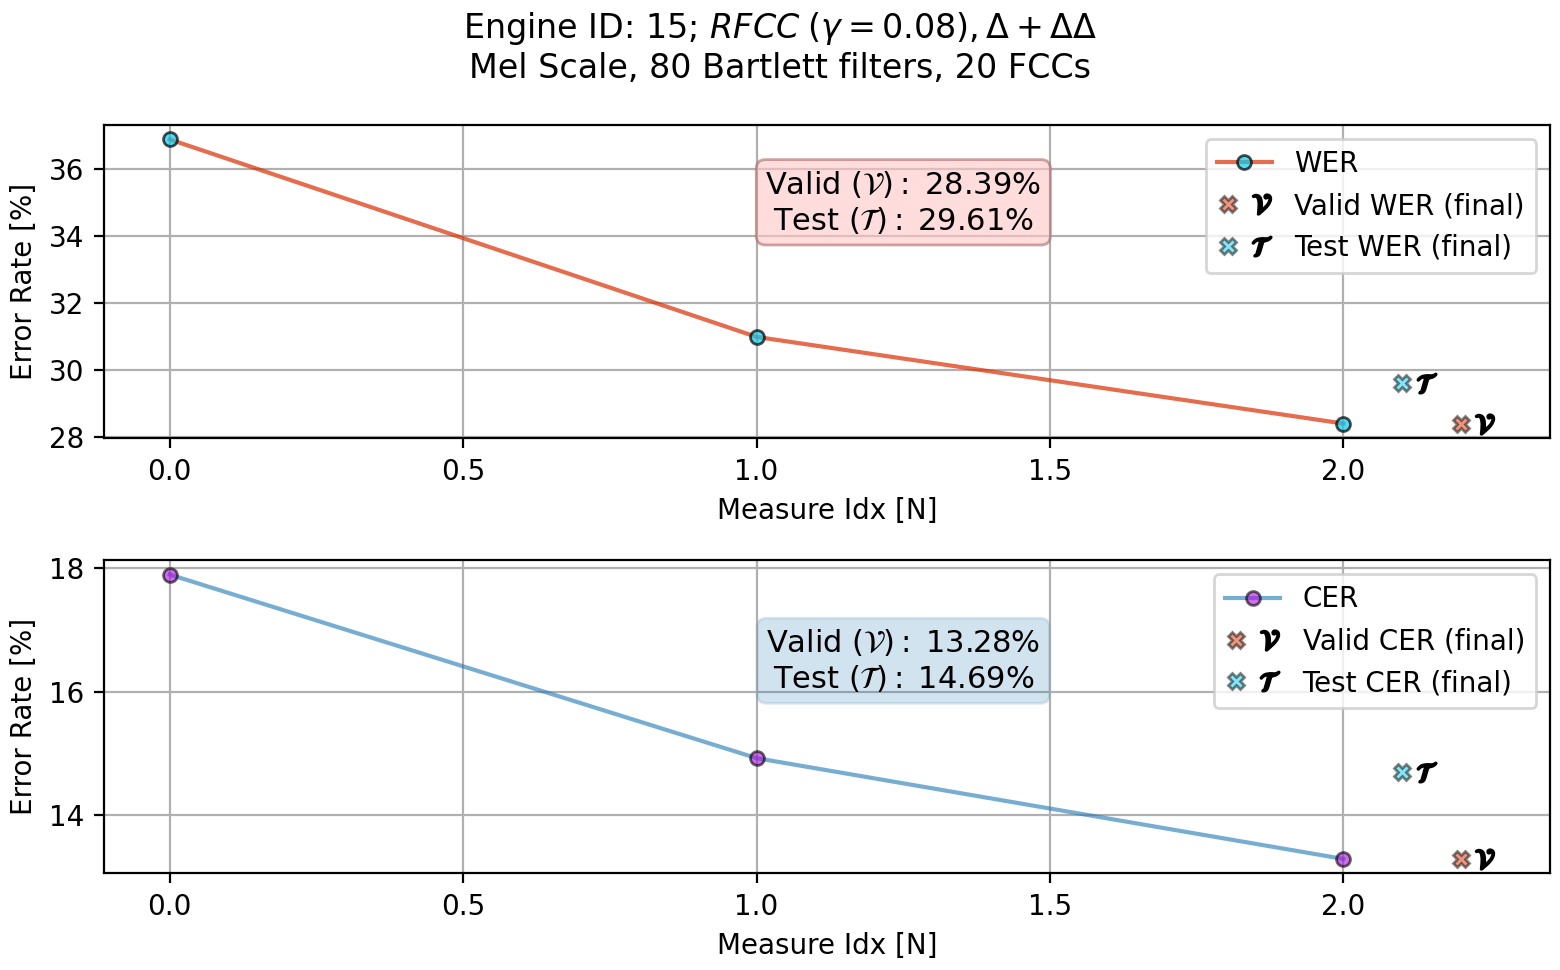 Engine ID: 15; RFCC (γ = 0.08), Δ + ΔΔ
Mel Scale, 80 Bartlett filters, 20 FCCs
Error Rate [%]
36
34
32
30
28
Valid (𝒱) : 28.39%
Test (𝒯) : 29.61%
WER
𝒱 Valid WER (final)
𝒯 Test WER (final)
𝒯
𝒱
0.0 0.5 1.0 1.5 2.0
Measure Idx [N]
Error Rate [%]
18
16
14
Valid (𝒱) : 13.28%
Test (𝒯) : 14.69%
CER
𝒱 Valid CER (final)
𝒯 Test CER (final)
𝒯
𝒱
0.0 0.5 1.0 1.5 2.0
Measure Idx [N]